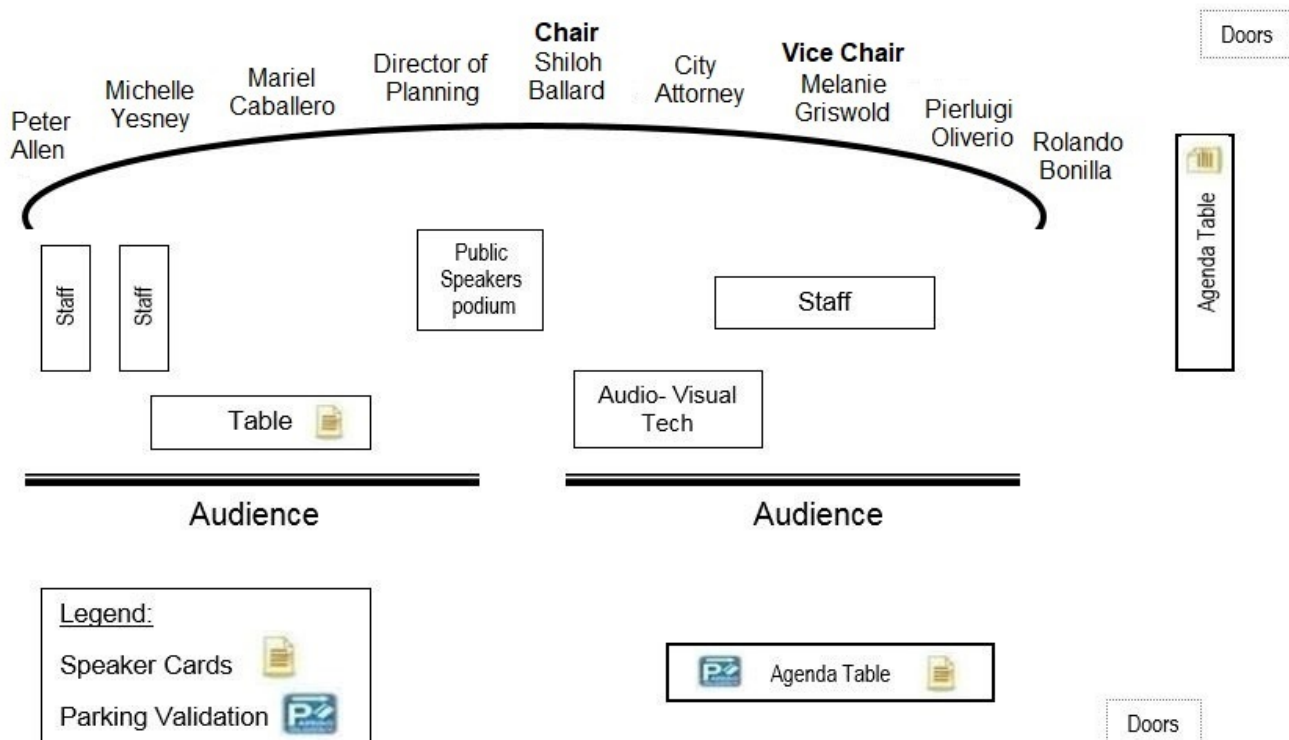 Doors
Chair
Shiloh
Ballard
Vice Chair
Melanie
Griswold
Director of
Planning
City
Attorney
Mariel
Caballero
Michelle
Yesney
Peter
Allen
Pierluigi
Oliverio
Rolando
Bonilla
Agenda Table
Staff
Staff
Public
Speakers
podium
Staff
Table
Audio- Visual
Tech
Audience
Audience
Legend:
Speaker Cards
Parking Validation
Agenda Table
Doors